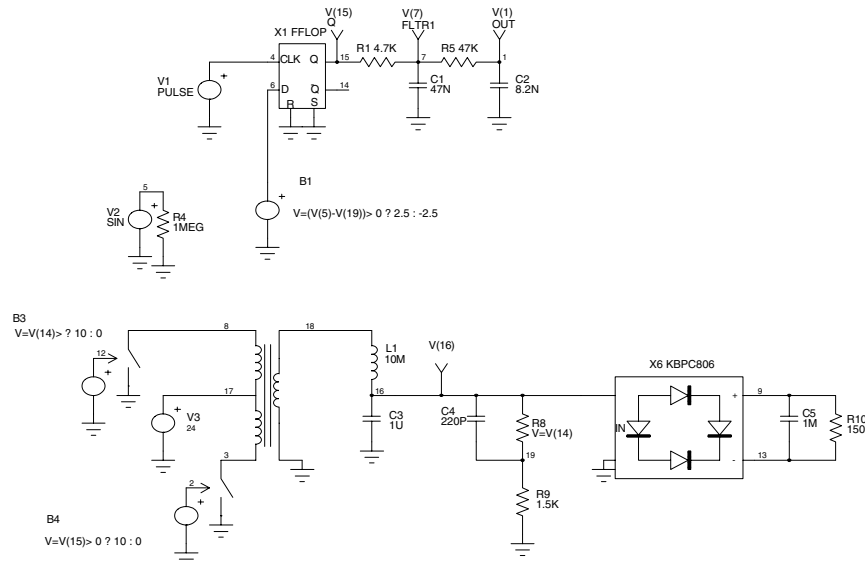 V(15)
Q
V(7)
FLTR1
V(1)
OUT
X1 FFLOP
R1 4.7K
R5 47K
4
CLK
Q
15
7
1
V1
PULSE
+
6
D
Q
14
R
S
C1
47N
C2
8.2N
B1
+
V=(V(5)-V(19))> 0 ? 2.5 : -2.5
5
V2
SIN
+
R4
1MEG
B3
V=V(14)> ? 10 : 0
8
18
12
+
L1
10M
V(16)
X6 KBPC806
17
V3
24
+
16
C3
1U
C4
220P
R8
V=V(14)
IN
+
-
9
C5
1M
R10
150
3
19
13
2
+
R9
1.5K
B4
V=V(15)> 0 ? 10 : 0